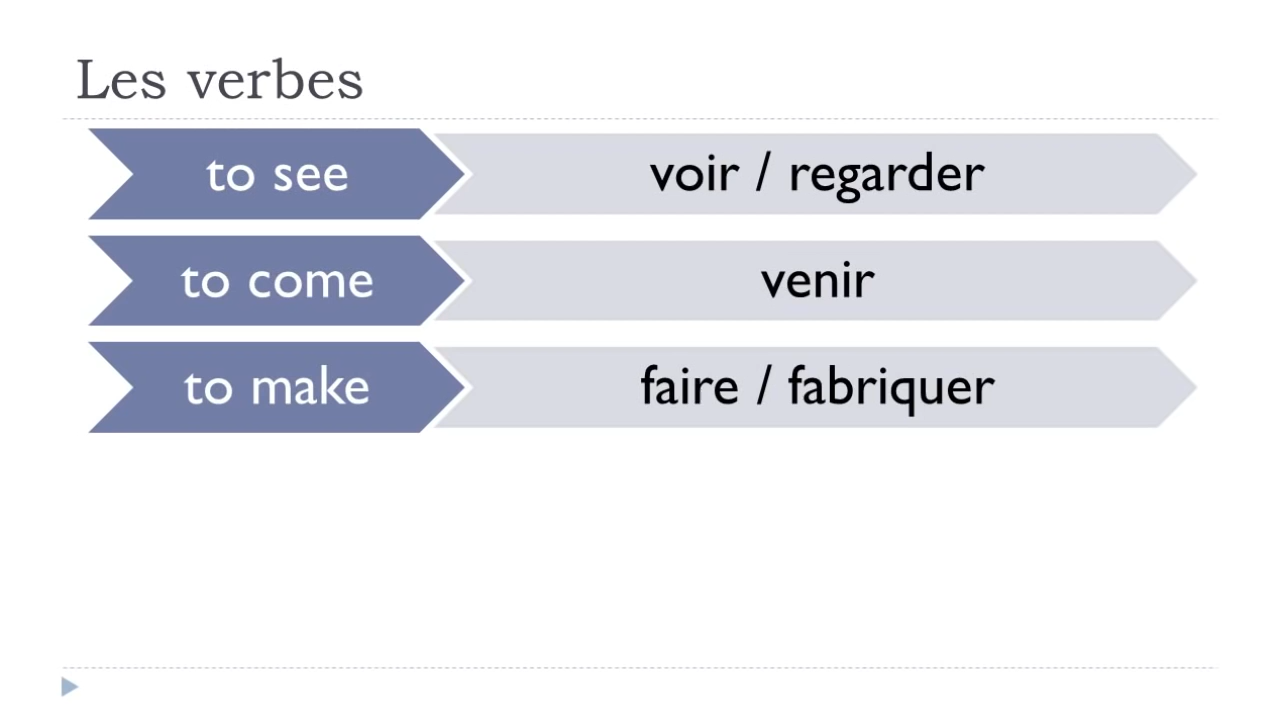 Les verbes
to see voir / regarder
to come venir
to make faire / fabriquer